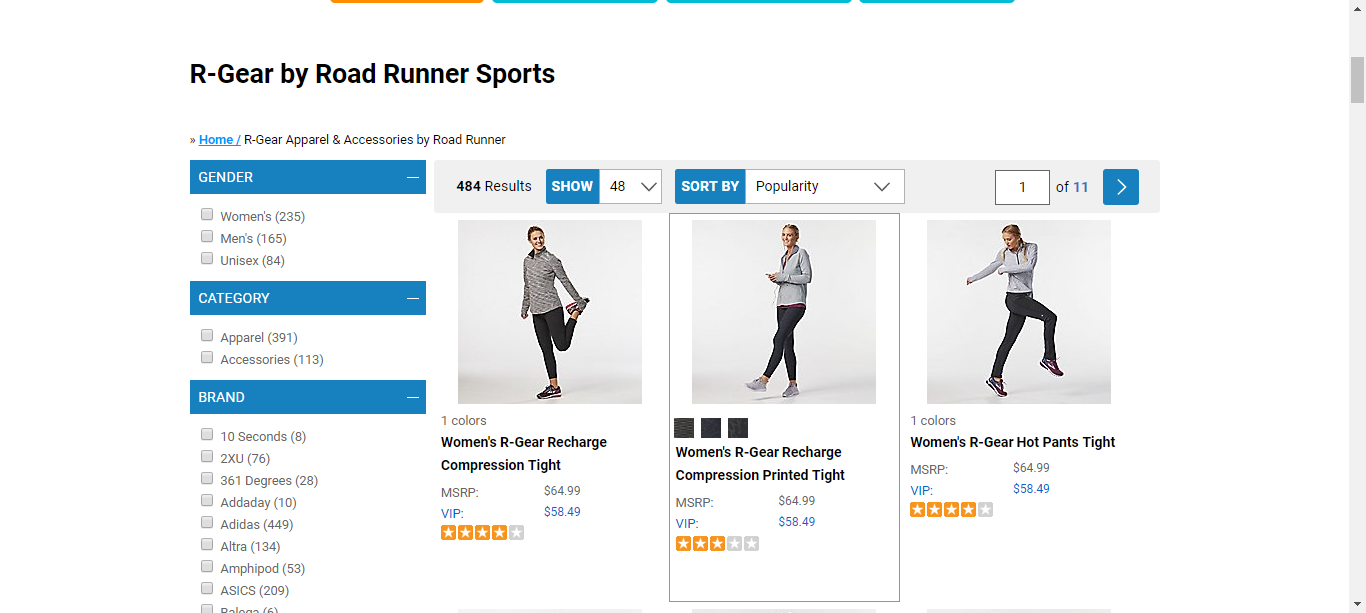 R-Gear by Road Runner Sports
» Home / R-Gear Apparel & Accessories by Road Runner
GENDER
Women's (235)
Men's (165)
Unisex (84)
CATEGORY
Apparel (391)
Accessories (113)
BRAND
10 Seconds (8)
2XU (76)
361 Degrees (28)
Addaday (10)
Adidas (449)
Altra (134)
Amphipod (53)
ASICS (209)
Balega (6)
484 Results SHOW 48 SORT BY Popularity 1 of 11
1 colors
Women's R-Gear Recharge
Compression Tight
MSRP: $64.99
VIP: $58.49
Women's R-Gear Recharge
Compression Printed Tight
MSRP: $64.99
VIP: $58.49
1 colors
Women's R-Gear Hot Pants Tight
MSRP: $64.99
VIP: $58.49